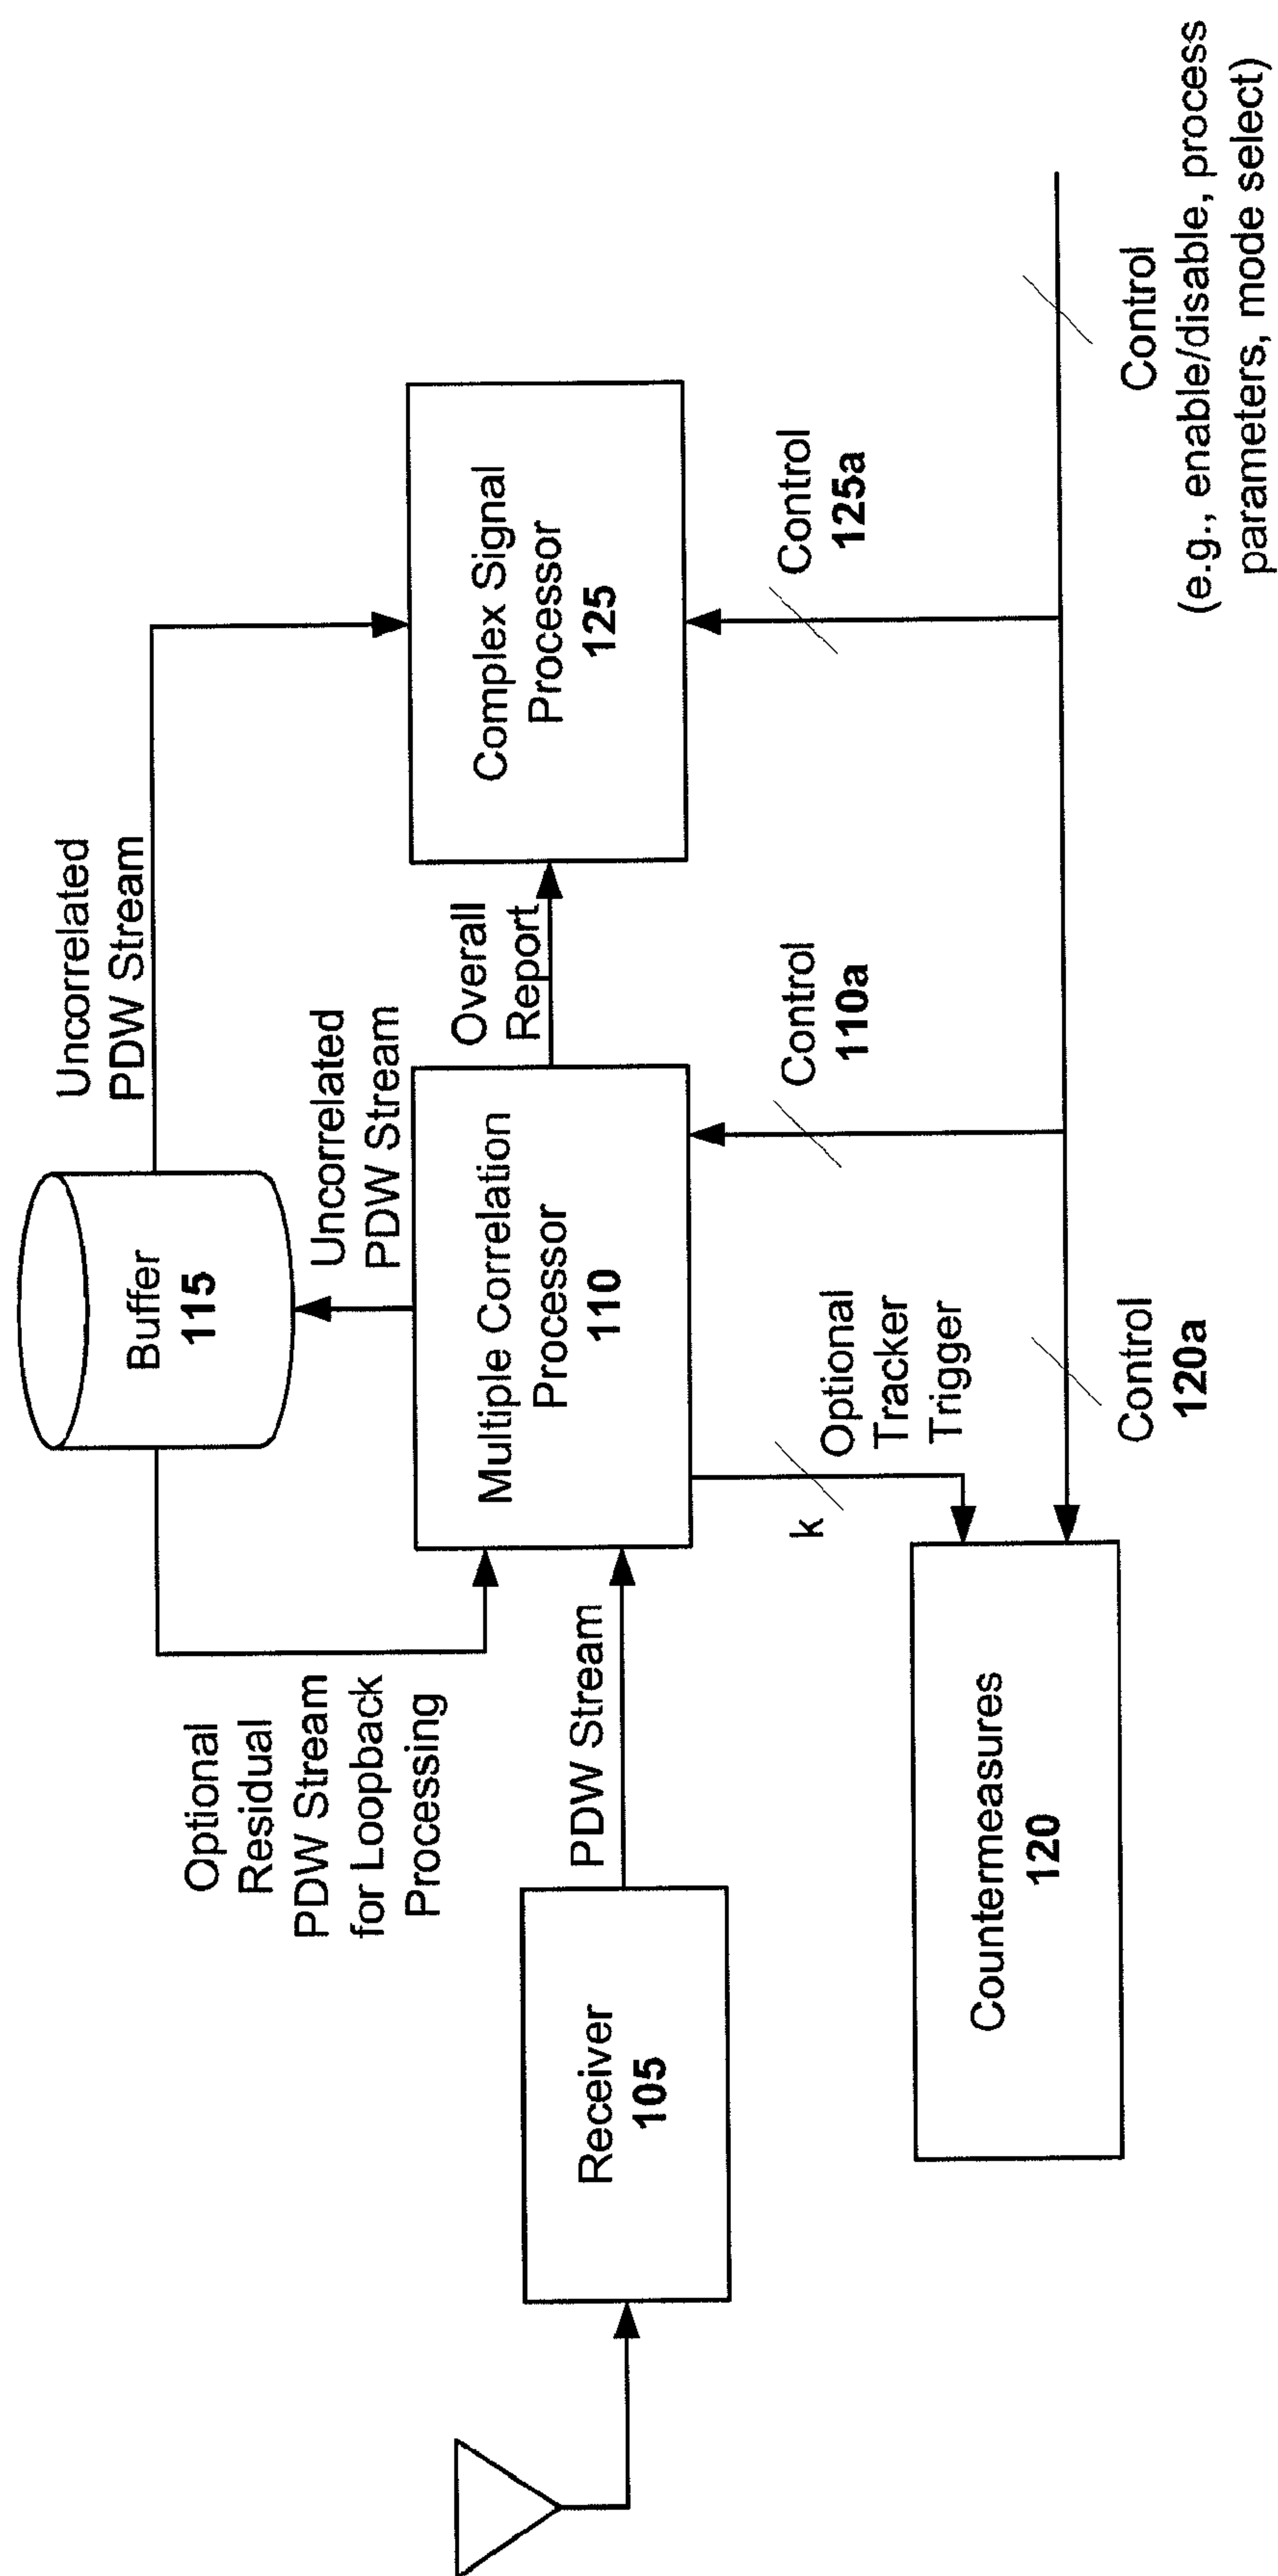 Uncorrelated
PDW Stream
Buffer
115
Optional
Residual
PDW Stream
for Loopback
Processing
Uncorrelated
PDW Stream
Overall
Report
Complex Signal
Processor
125
Multiple Correlation
Processor
110
PDW Stream
Receiver
105
k
Optional
Tracker
Trigger
Control
110a
Control
125a
Countermeasures
120
Control
120a
Control
(e.g., enable/disable, process
parameters, mode select)